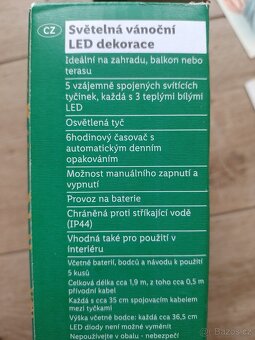 CZ
Světelná vánoční
LED dekorace
Ideální na zahradu, balkon nebo
terasu
5 vzájemně spojených svítících
tyčinek, každá s 3 teplými bílými
LED
Osvětlená tyč
6hodinový časovač s
automatickým denním
opakováním
Možnost manuálního zapnutí a
vypnutí
Provoz na baterie
Chráněná proti stříkající vodě
(IP44)
Vhodná také pro použití v
interiéru
Včetně baterií, bodců a návodu k použití
5 kusů
Celková délka cca 1,9 m, z toho cca 0,5 m
přívodní kabel
Každá s cca 35 cm spojovacím kabelem
mezi tyčkami
Výška včetně bodce: každá cca 36,5 cm
LED diody není možné vyměnit
Nepoužívejte v obalu - nebezpečí